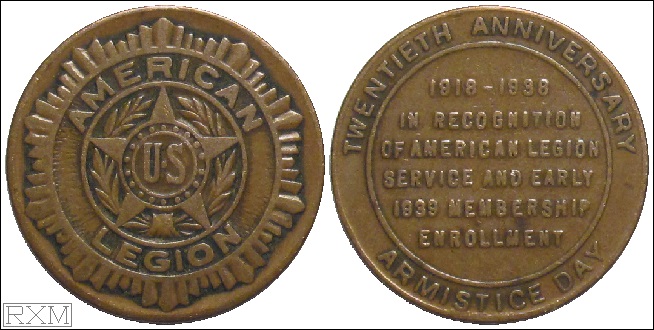 AMERICAN
U·S
LEGION
TWENTIETH ANNIVERSARY
1918-1938
IN RECOGNITION
OF AMERICAN LEGION
SERVICE AND EARLY
1939 MEMBERSHIP
ENROLLMENT
ARMISTICE DAY
RXM